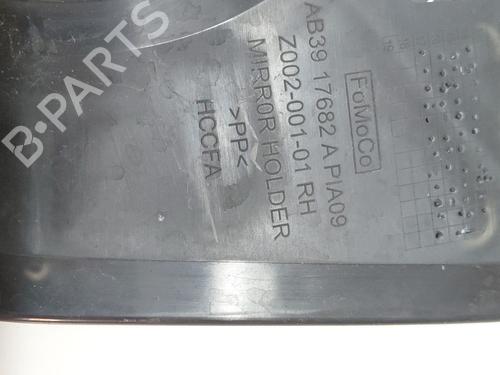 FoMoCo
AB39 17682 A PIA09
Z002-001-01 RH
MIRROR HOLDER
>PP<
HCCFA
B-PARTS